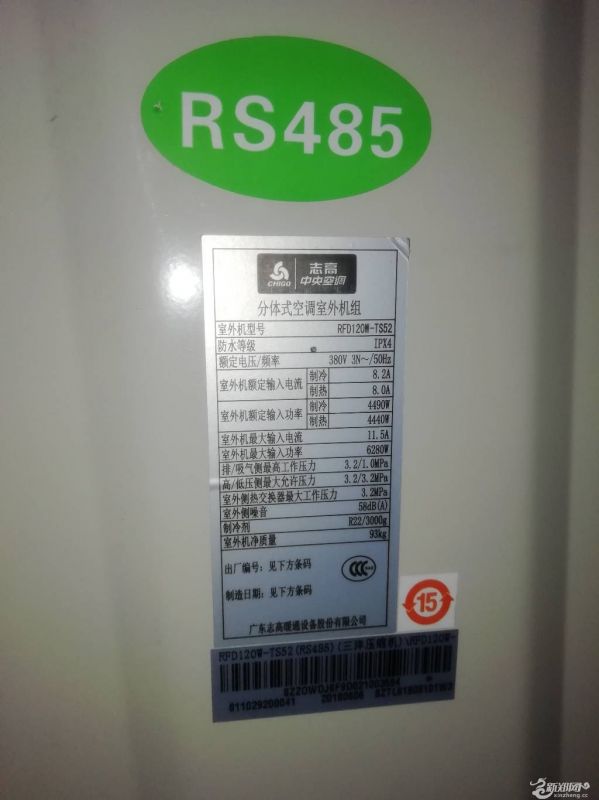 RS485
CHIGO 志高
中央空调
分体式空调室外机组
室外机型号 RFD120W-TS52
防水等级 IPX4
额定电压/频率 380V 3N～/50Hz
室外机额定输入电流 制冷 8.2A
制热 8.0A
室外机额定输入功率 制冷 4490W
制热 4440W
室外机最大输入电流 11.5A
室外机最大输入功率 6280W
排/吸气侧最高工作压力 3.2/1.0MPa
高/低压侧最大允许压力 3.2/3.2MPa
室外侧热交换器最大工作压力 3.2MPa
室外侧噪音 58dB(A)
制冷剂 R22/3000g
室外机净质量 93kg
出厂编号：见下方条码
制造日期：见下方条码
CCC
广东志高暖通设备股份有限公司
15
RFD120W-TS52(RS485)(三洋压缩机)\RFD120W-
811029200041
新郑网
xinzheng.cc